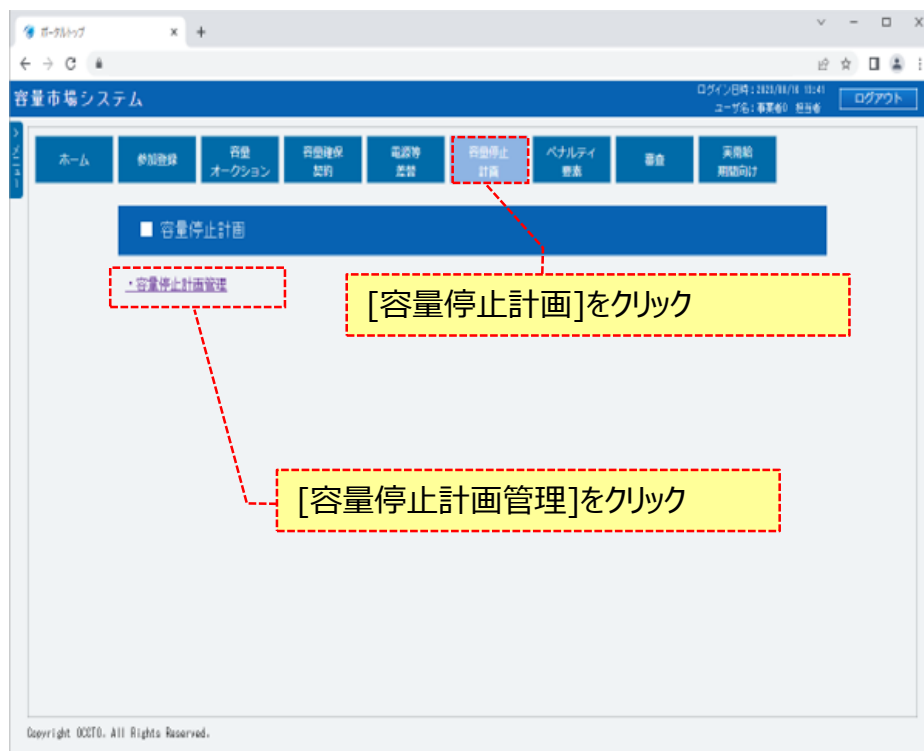 ポータルトップ
容量市場システム
ログイン日時:
ユーザ名:事業者0 担当者
ログアウト
メニュー
ホーム
参加登録
容量
オークション
容量確保
契約
電源等
差替
容量停止
計画
ペナルティ
要素
審査
実需給
期間向け
■ 容量停止計画
・容量停止計画管理
[容量停止計画]をクリック
[容量停止計画管理]をクリック
Copyright OCCTO. All Rights Reserved.